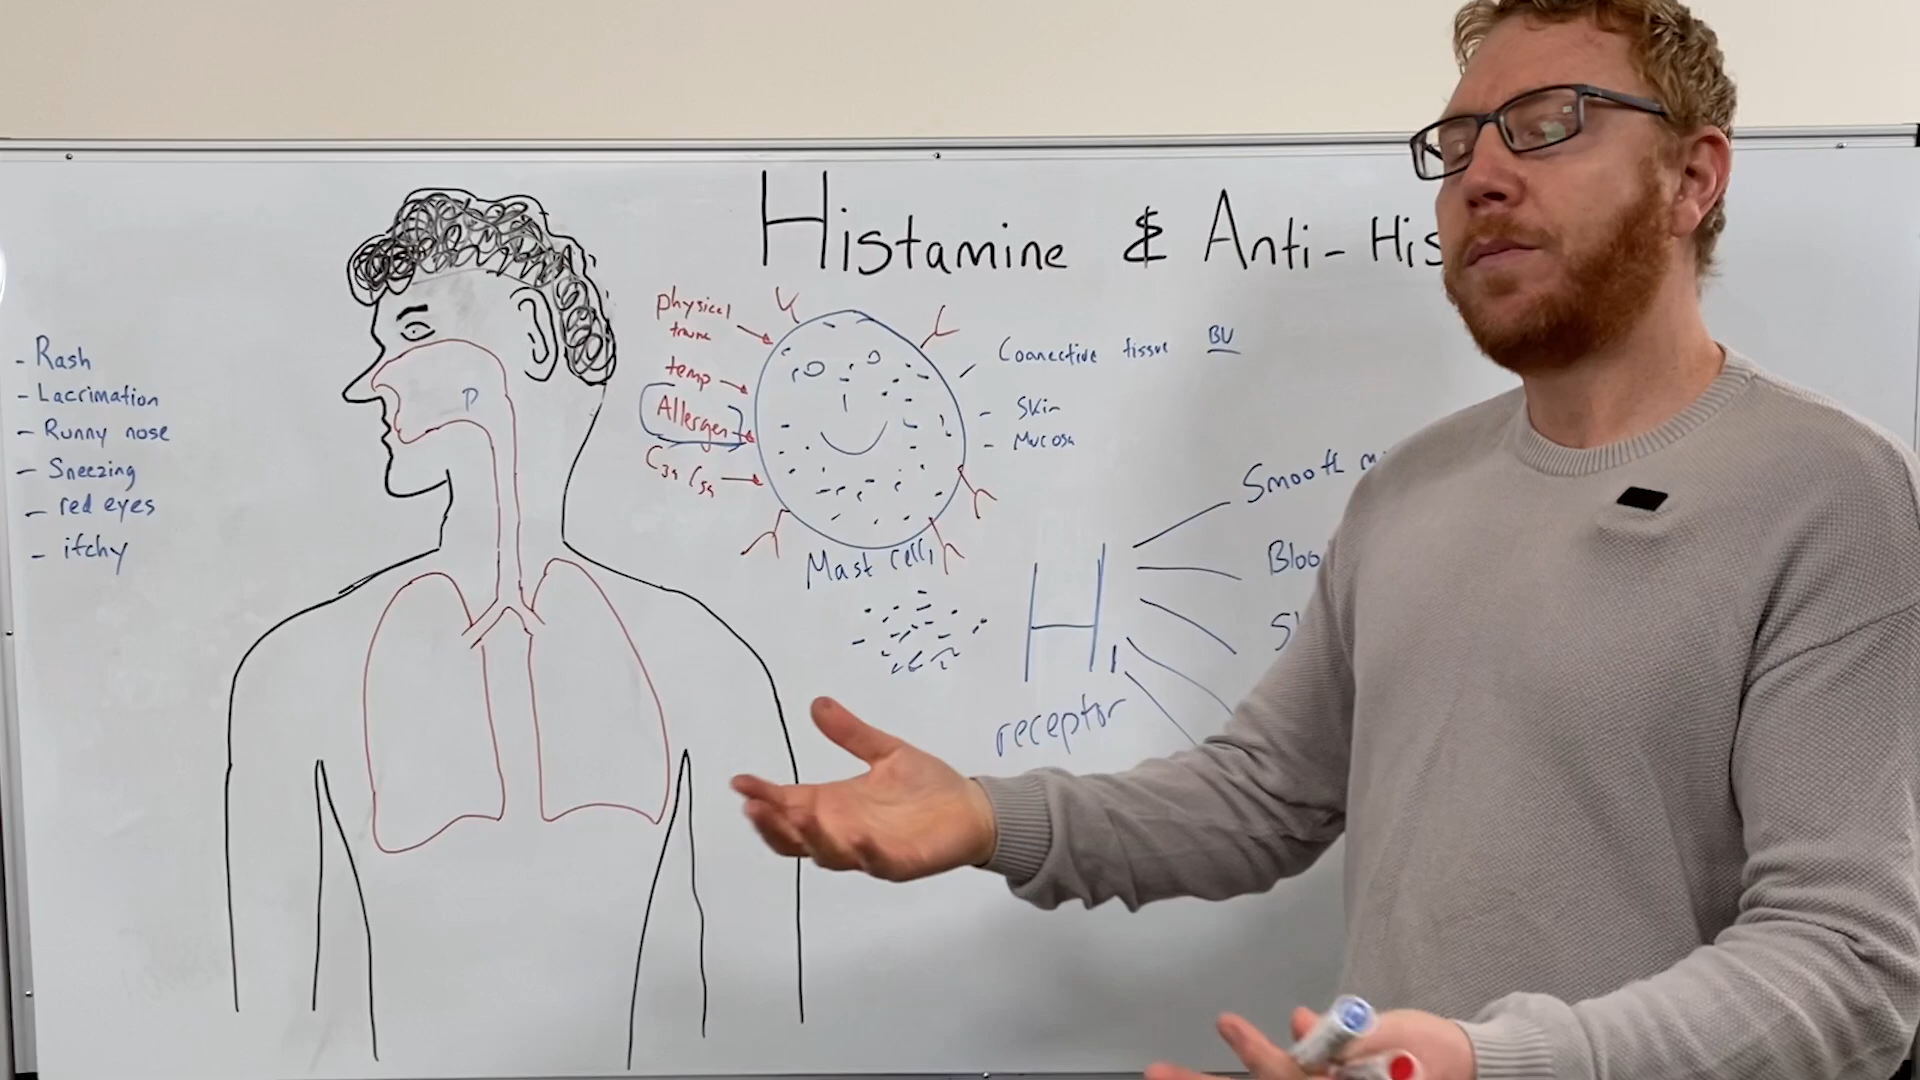 Histamine & Anti-His
- Rash
- Lacrimation
- Runny nose
- Sneezing
- red eyes
- itchy
P
physical
temp
Allergen
C3a C5a
Mast cell
Connective tissue BV
- Skin
- Mucosa
H1
receptor
Smooth m
Bloo